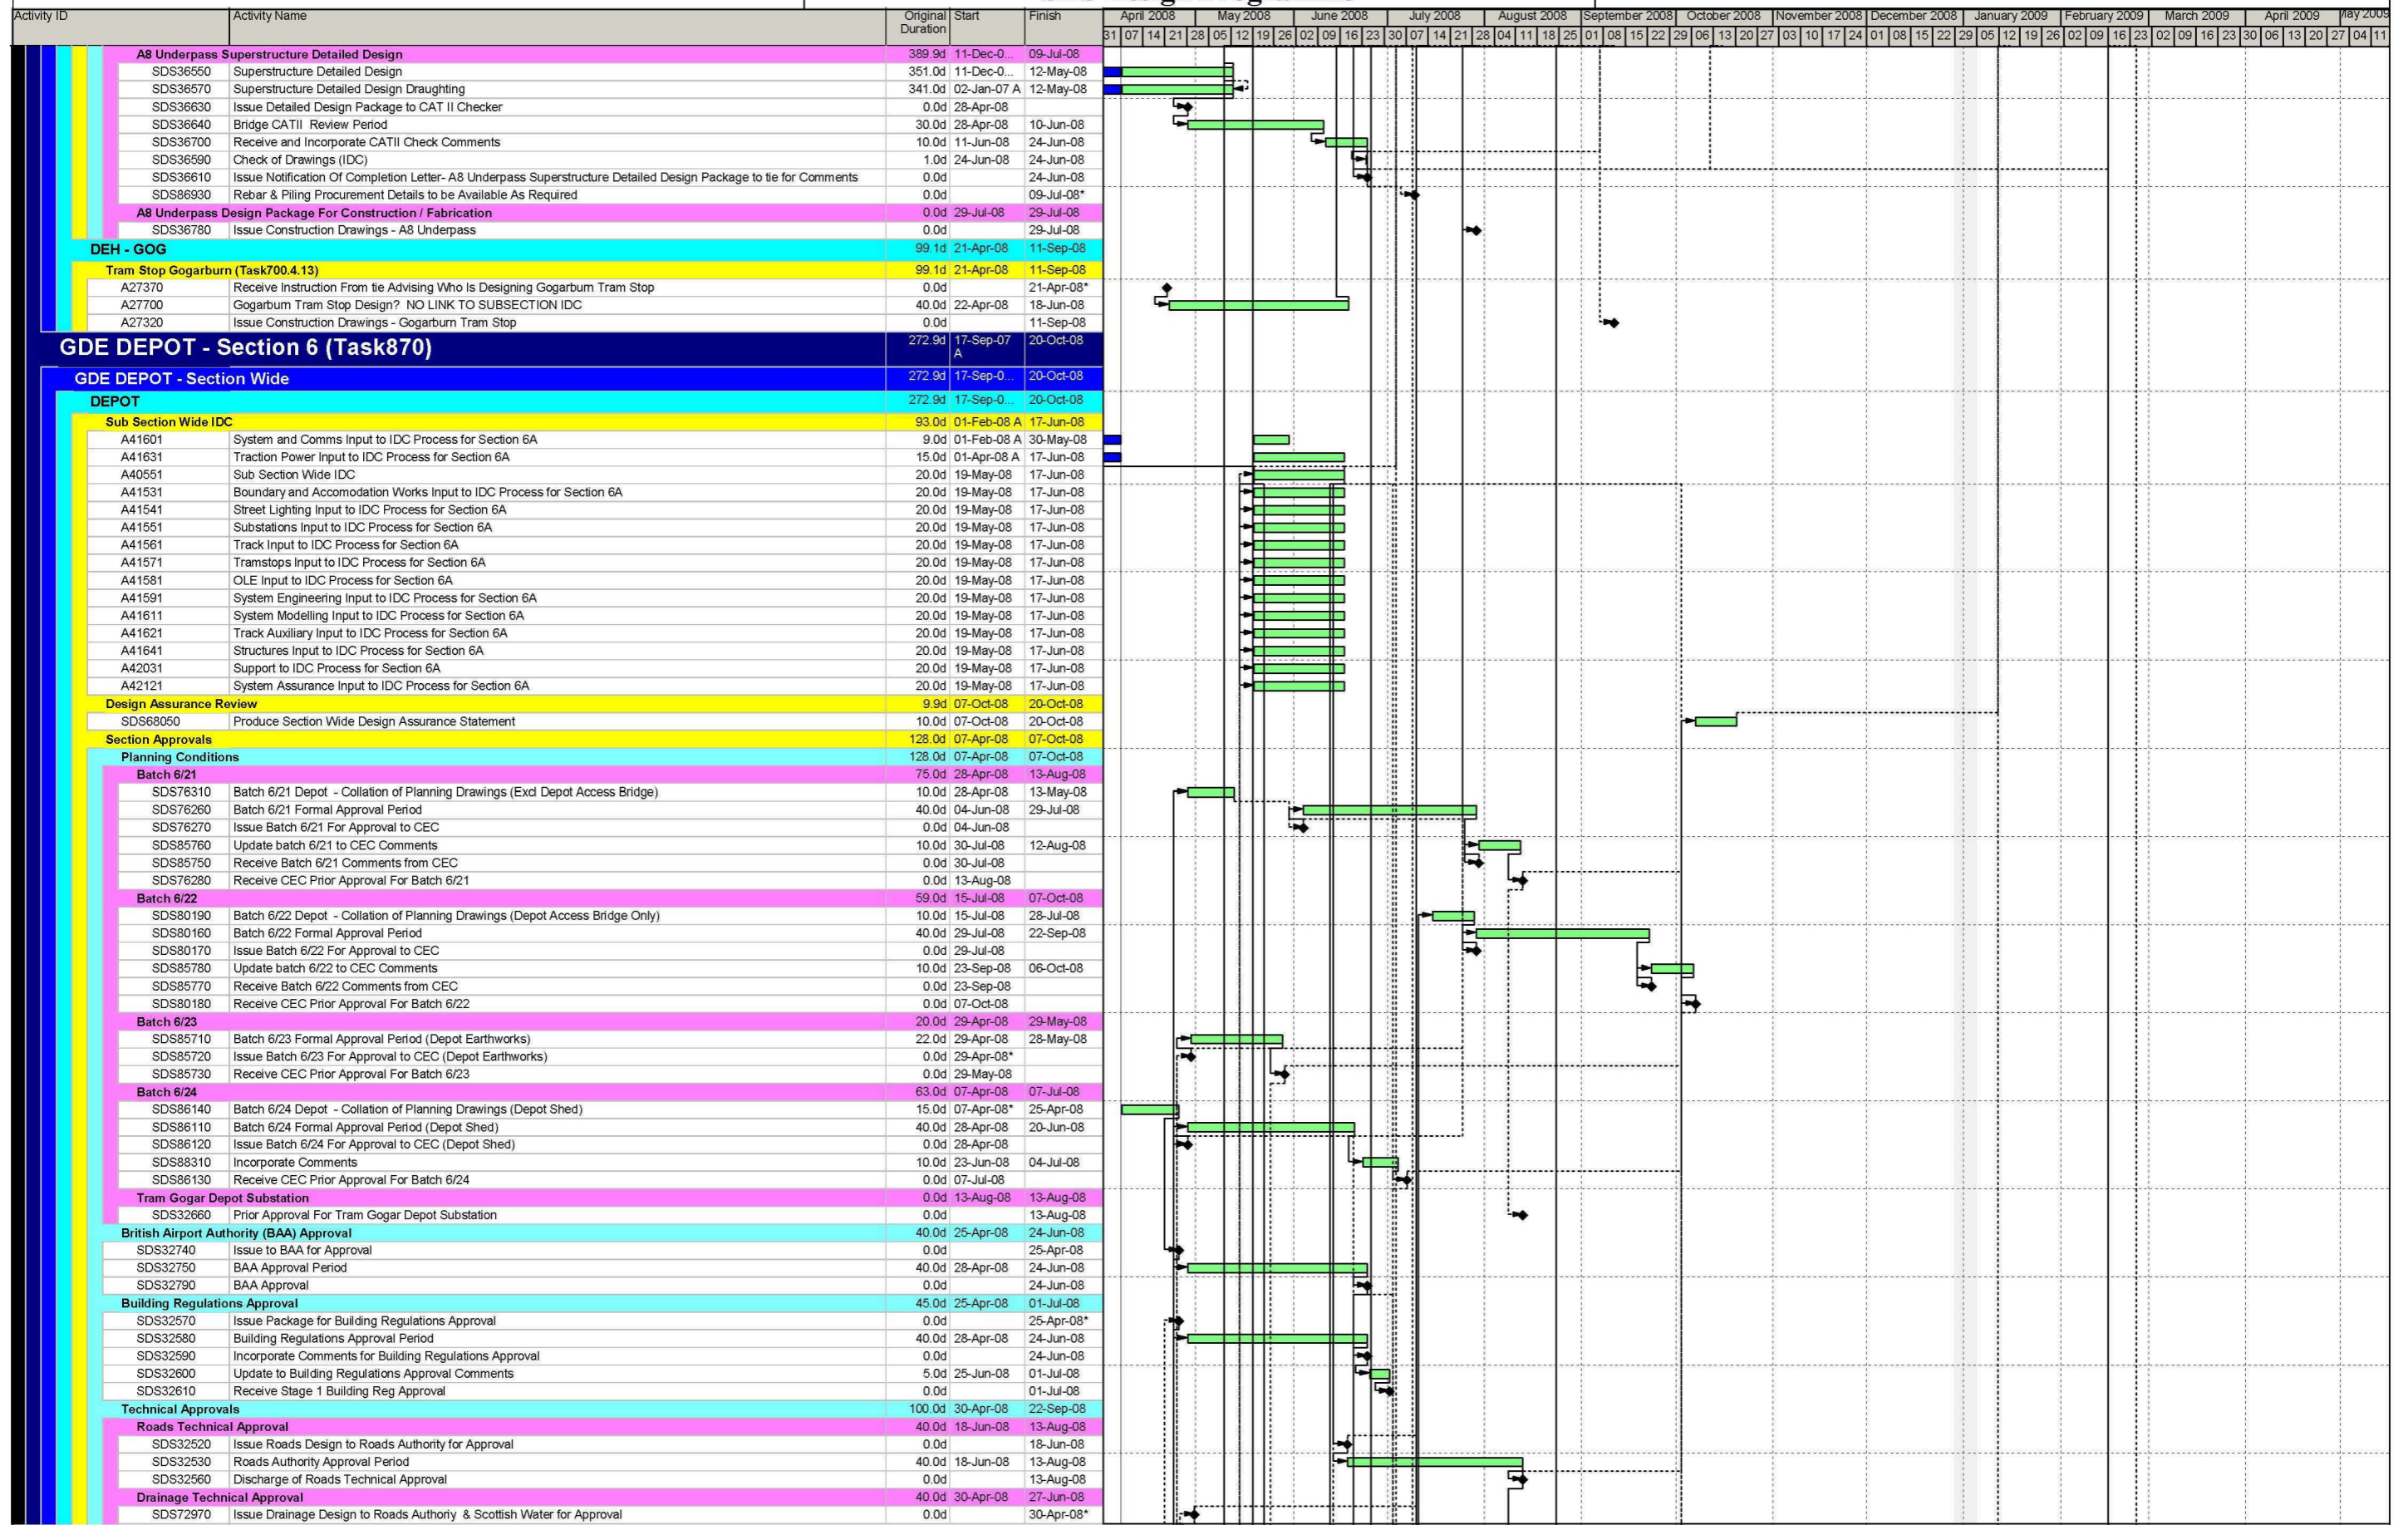 Activity ID Activity Name Original Duration Start Finish April 2008 May 2008 June 2008 July 2008 August 2008 September 2008 October 2008 November 2008 December 2008 January 2009 February 2009 March 2009 April 2009 May 2009
31 07 14 21 28 05 12 19 26 02 09 16 23 30 07 14 21 28 04 11 18 25 01 08 15 22 29 06 13 20 27 03 10 17 24 01 08 15 22 29 05 12 19 26 02 09 16 23 02 09 16 23 30 06 13 20 27 04 11
A8 Underpass Superstructure Detailed Design 389.9d 11-Dec-0... 09-Jul-08
SDS36550 Superstructure Detailed Design 351.0d 11-Dec-0... 12-May-08
SDS36570 Superstructure Detailed Design Draughting 341.0d 02-Jan-07 A 12-May-08
SDS36630 Issue Detailed Design Package to CAT II Checker 0.0d 28-Apr-08
SDS36640 Bridge CATII Review Period 30.0d 28-Apr-08 10-Jun-08
SDS36700 Receive and Incorporate CATII Check Comments 10.0d 11-Jun-08 24-Jun-08
SDS36590 Check of Drawings (IDC) 1.0d 24-Jun-08 24-Jun-08
SDS36610 Issue Notification Of Completion Letter- A8 Underpass Superstructure Detailed Design Package to tie for Comments 0.0d 24-Jun-08
SDS86930 Rebar & Piling Procurement Details to be Available As Required 0.0d 09-Jul-08*
A8 Underpass Design Package For Construction / Fabrication 0.0d 29-Jul-08 29-Jul-08
SDS36780 Issue Construction Drawings - A8 Underpass 0.0d 29-Jul-08
DEH - GOG 99.1d 21-Apr-08 11-Sep-08
Tram Stop Gogarburn (Task700.4.13) 99.1d 21-Apr-08 11-Sep-08
A27370 Receive Instruction From tie Advising Who Is Designing Gogarburn Tram Stop 0.0d 21-Apr-08*
A27700 Gogarburn Tram Stop Design? NO LINK TO SUBSECTION IDC 40.0d 22-Apr-08 18-Jun-08
A27320 Issue Construction Drawings - Gogarburn Tram Stop 0.0d 11-Sep-08
GDE DEPOT - Section 6 (Task870) 272.9d 17-Sep-07 A 20-Oct-08
GDE DEPOT - Section Wide 272.9d 17-Sep-0... 20-Oct-08
DEPOT 272.9d 17-Sep-0... 20-Oct-08
Sub Section Wide IDC 93.0d 01-Feb-08 A 17-Jun-08
A41601 System and Comms Input to IDC Process for Section 6A 9.0d 01-Feb-08 A 30-May-08
A41631 Traction Power Input to IDC Process for Section 6A 15.0d 01-Apr-08 A 17-Jun-08
A40551 Sub Section Wide IDC 20.0d 19-May-08 17-Jun-08
A41531 Boundary and Accomodation Works Input to IDC Process for Section 6A 20.0d 19-May-08 17-Jun-08
A41541 Street Lighting Input to IDC Process for Section 6A 20.0d 19-May-08 17-Jun-08
A41551 Substations Input to IDC Process for Section 6A 20.0d 19-May-08 17-Jun-08
A41561 Track Input to IDC Process for Section 6A 20.0d 19-May-08 17-Jun-08
A41571 Tramstops Input to IDC Process for Section 6A 20.0d 19-May-08 17-Jun-08
A41581 OLE Input to IDC Process for Section 6A 20.0d 19-May-08 17-Jun-08
A41591 System Engineering Input to IDC Process for Section 6A 20.0d 19-May-08 17-Jun-08
A41611 System Modelling Input to IDC Process for Section 6A 20.0d 19-May-08 17-Jun-08
A41621 Track Auxiliary Input to IDC Process for Section 6A 20.0d 19-May-08 17-Jun-08
A41641 Structures Input to IDC Process for Section 6A 20.0d 19-May-08 17-Jun-08
A42031 Support to IDC Process for Section 6A 20.0d 19-May-08 17-Jun-08
A42121 System Assurance Input to IDC Process for Section 6A 20.0d 19-May-08 17-Jun-08
Design Assurance Review 9.9d 07-Oct-08 20-Oct-08
SDS68050 Produce Section Wide Design Assurance Statement 10.0d 07-Oct-08 20-Oct-08
Section Approvals 128.0d 07-Apr-08 07-Oct-08
Planning Conditions 128.0d 07-Apr-08 07-Oct-08
Batch 6/21 75.0d 28-Apr-08 13-Aug-08
SDS76310 Batch 6/21 Depot - Collation of Planning Drawings (Excl Depot Access Bridge) 10.0d 28-Apr-08 13-May-08
SDS76260 Batch 6/21 Formal Approval Period 40.0d 04-Jun-08 29-Jul-08
SDS76270 Issue Batch 6/21 For Approval to CEC 0.0d 04-Jun-08
SDS85760 Update batch 6/21 to CEC Comments 10.0d 30-Jul-08 12-Aug-08
SDS85750 Receive Batch 6/21 Comments from CEC 0.0d 30-Jul-08
SDS76280 Receive CEC Prior Approval For Batch 6/21 0.0d 13-Aug-08
Batch 6/22 59.0d 15-Jul-08 07-Oct-08
SDS80190 Batch 6/22 Depot - Collation of Planning Drawings (Depot Access Bridge Only) 10.0d 15-Jul-08 28-Jul-08
SDS80160 Batch 6/22 Formal Approval Period 40.0d 29-Jul-08 22-Sep-08
SDS80170 Issue Batch 6/22 For Approval to CEC 0.0d 29-Jul-08
SDS85780 Update batch 6/22 to CEC Comments 10.0d 23-Sep-08 06-Oct-08
SDS85770 Receive Batch 6/22 Comments from CEC 0.0d 23-Sep-08
SDS80180 Receive CEC Prior Approval For Batch 6/22 0.0d 07-Oct-08
Batch 6/23 20.0d 29-Apr-08 29-May-08
SDS85710 Batch 6/23 Formal Approval Period (Depot Earthworks) 22.0d 29-Apr-08 28-May-08
SDS85720 Issue Batch 6/23 For Approval to CEC (Depot Earthworks) 0.0d 29-Apr-08*
SDS85730 Receive CEC Prior Approval For Batch 6/23 0.0d 29-May-08
Batch 6/24 63.0d 07-Apr-08 07-Jul-08
SDS86140 Batch 6/24 Depot - Collation of Planning Drawings (Depot Shed) 15.0d 07-Apr-08* 25-Apr-08
SDS86110 Batch 6/24 Formal Approval Period (Depot Shed) 40.0d 28-Apr-08 20-Jun-08
SDS86120 Issue Batch 6/24 For Approval to CEC (Depot Shed) 0.0d 28-Apr-08
SDS88310 Incorporate Comments 10.0d 23-Jun-08 04-Jul-08
SDS86130 Receive CEC Prior Approval For Batch 6/24 0.0d 07-Jul-08
Tram Gogar Depot Substation 0.0d 13-Aug-08 13-Aug-08
SDS32660 Prior Approval For Tram Gogar Depot Substation 0.0d 13-Aug-08
British Airport Authority (BAA) Approval 40.0d 25-Apr-08 24-Jun-08
SDS32740 Issue to BAA for Approval 0.0d 25-Apr-08
SDS32750 BAA Approval Period 40.0d 28-Apr-08 24-Jun-08
SDS32790 BAA Approval 0.0d 24-Jun-08
Building Regulations Approval 45.0d 25-Apr-08 01-Jul-08
SDS32570 Issue Package for Building Regulations Approval 0.0d 25-Apr-08*
SDS32580 Building Regulations Approval Period 40.0d 28-Apr-08 24-Jun-08
SDS32590 Incorporate Comments for Building Regulations Approval 0.0d 24-Jun-08
SDS32600 Update to Building Regulations Approval Comments 5.0d 25-Jun-08 01-Jul-08
SDS32610 Receive Stage 1 Building Reg Approval 0.0d 01-Jul-08
Technical Approvals 100.0d 30-Apr-08 22-Sep-08
Roads Technical Approval 40.0d 18-Jun-08 13-Aug-08
SDS32520 Issue Roads Design to Roads Authority for Approval 0.0d 18-Jun-08
SDS32530 Roads Authority Approval Period 40.0d 18-Jun-08 13-Aug-08
SDS32560 Discharge of Roads Technical Approval 0.0d 13-Aug-08
Drainage Technical Approval 40.0d 30-Apr-08 27-Jun-08
SDS72970 Issue Drainage Design to Roads Authoriy & Scottish Water for Approval 0.0d 30-Apr-08*